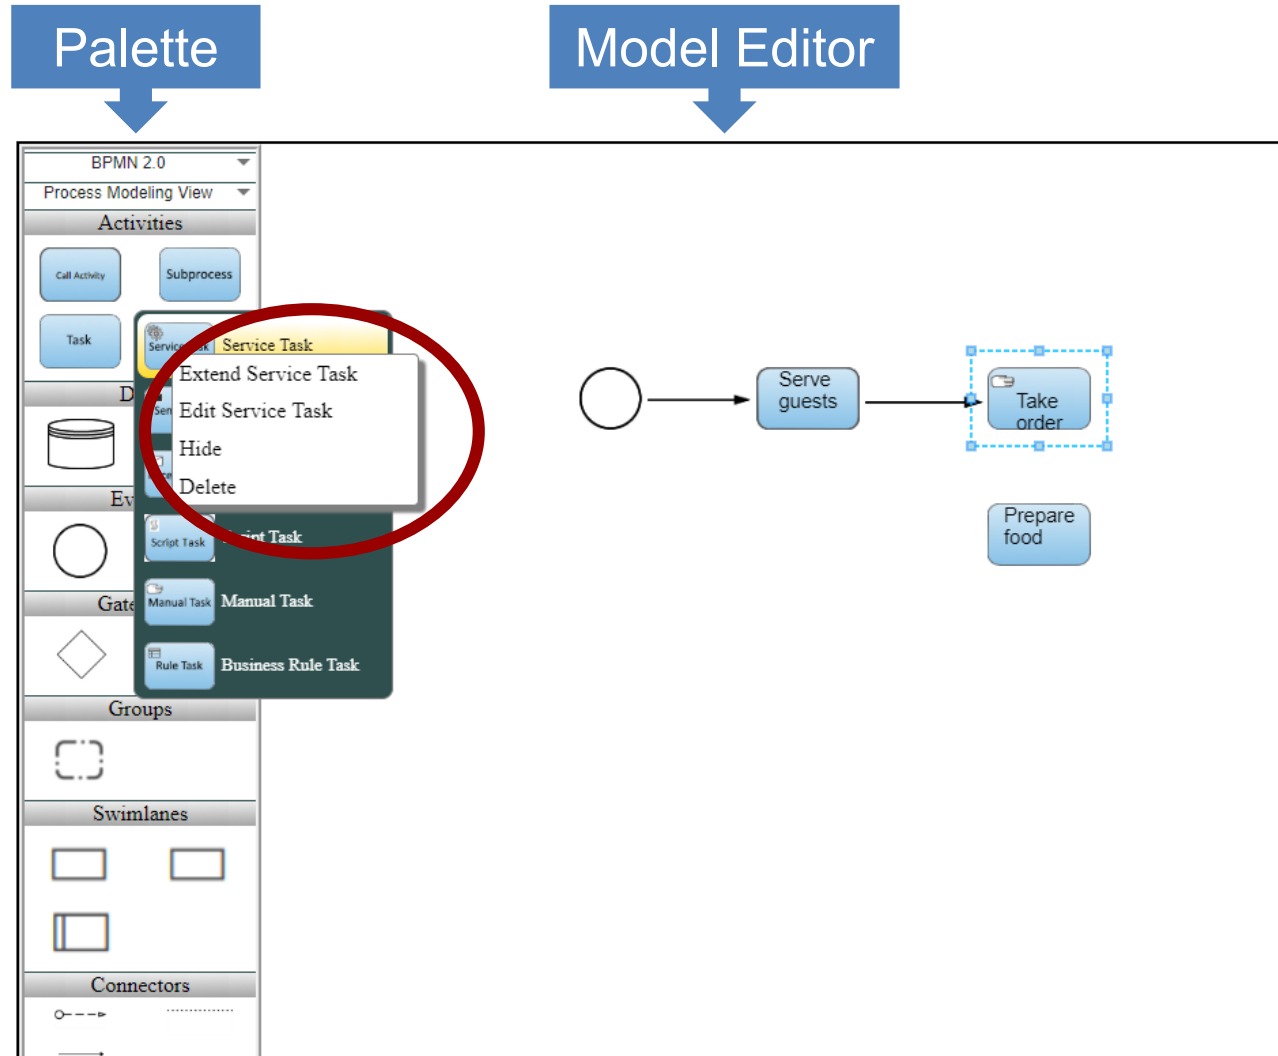 Palette
Model Editor
BPMN 2.0
Process Modeling View
Activities
Call Activity
Subprocess
Task
Service Task
Extend Service Task
Edit Service Task
Hide
Delete
Script Task
Script Task
Manual Task
Manual Task
Rule Task
Business Rule Task
Groups
Swimlanes
Connectors
Serve
guests
Take
order
Prepare
food